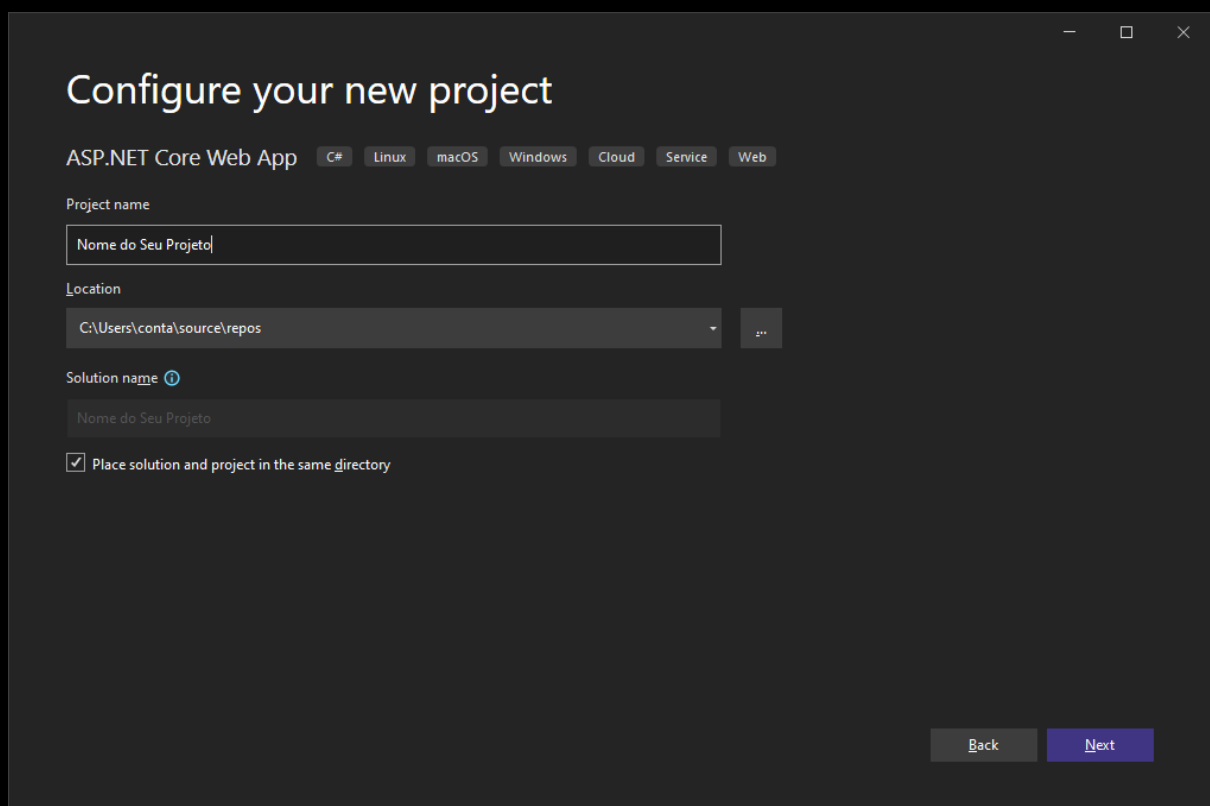 Configure your new project
ASP.NET Core Web App C# Linux macOS Windows Cloud Service Web
Project name
Nome do Seu Projeto
Location
C:\Users\conta\source\repos
...
Solution name
Nome do Seu Projeto
Place solution and project in the same directory
Back Next